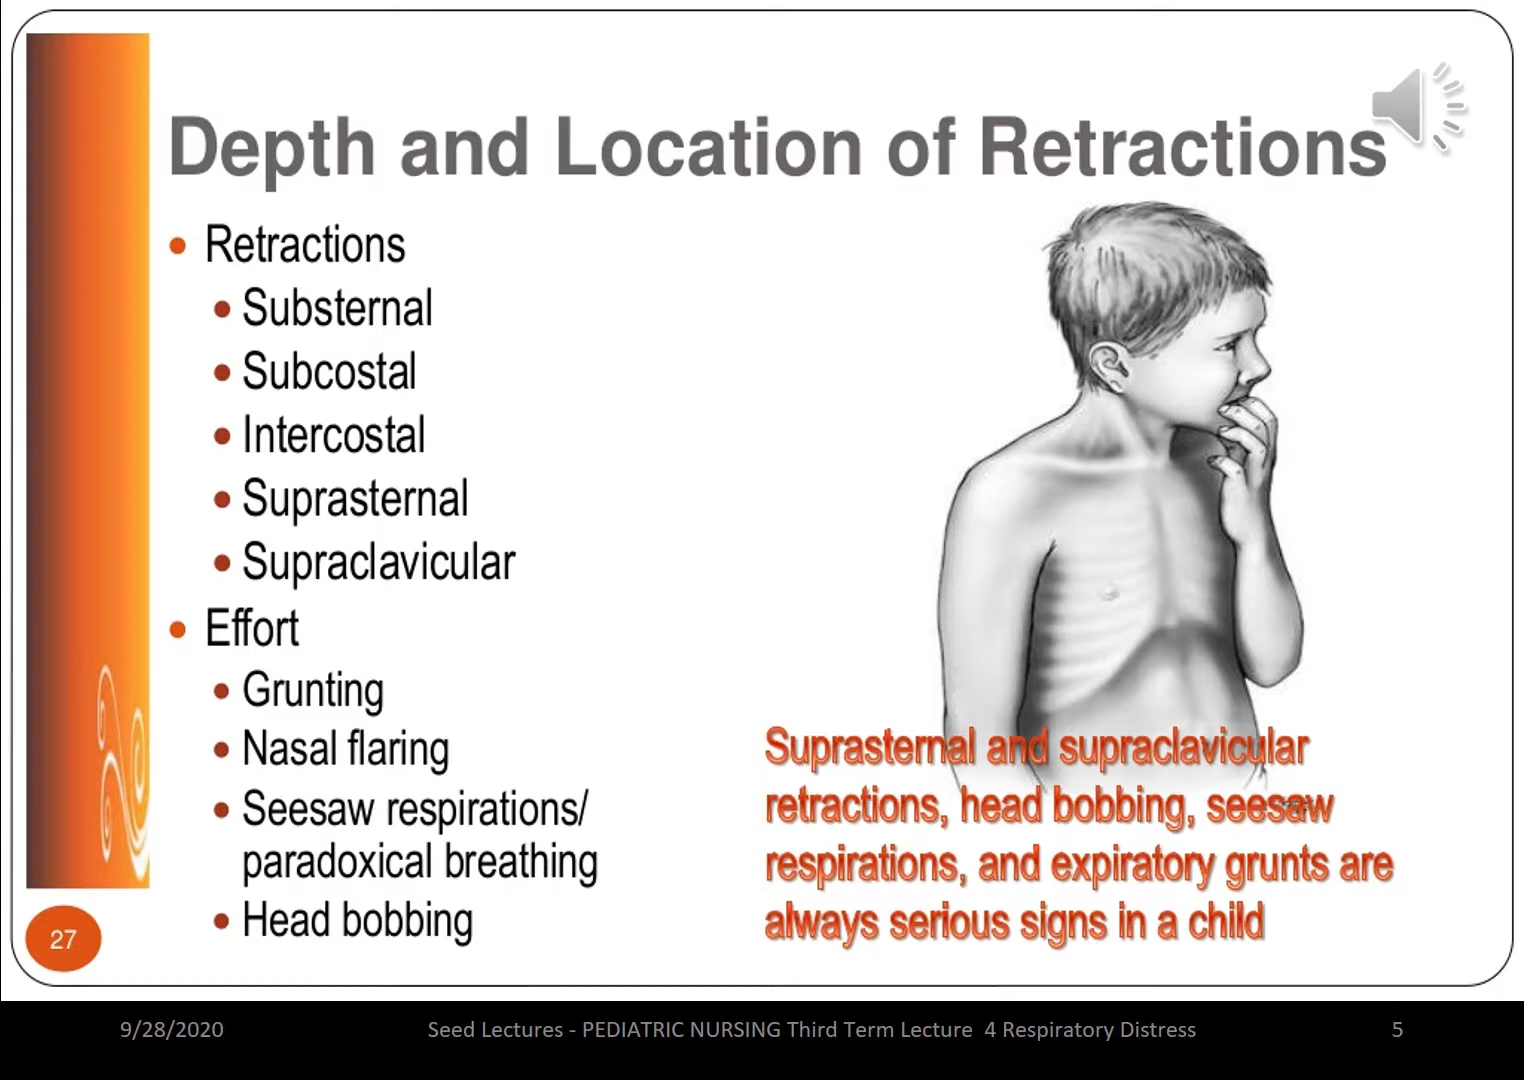 Depth and Location of Retractions
Retractions
Substernal
Subcostal
Intercostal
Suprasternal
Supraclavicular
Effort
Grunting
Nasal flaring
Seesaw respirations/
paradoxical breathing
Head bobbing
Suprasternal and supraclavicular
retractions, head bobbing, seesaw
respirations, and expiratory grunts are
always serious signs in a child
27
9/28/2020
Seed Lectures - PEDIATRIC NURSING Third Term Lecture  4 Respiratory Distress
5